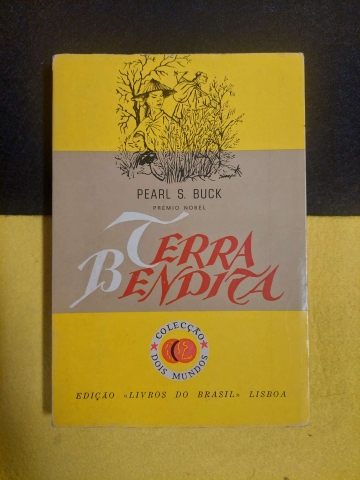 PEARL S. BUCK
PRÉMIO NOBEL
TERRA
BENDITA
COLECÇÃO
DOIS MUNDOS
EDIÇÃO «LIVROS DO BRASIL» LISBOA